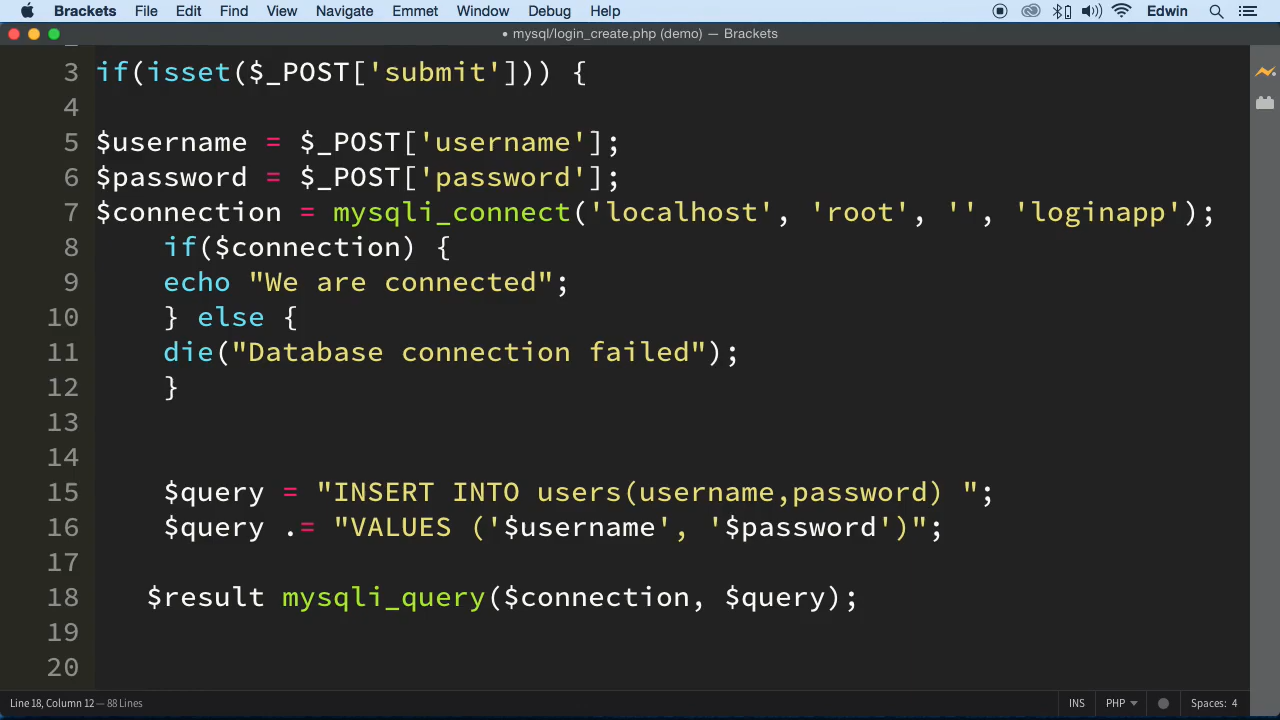 Brackets File Edit Find View Navigate Emmet Window Debug Help Edwin
• mysql/login_create.php (demo) — Brackets
3 if(isset($_POST['submit'])) {
4
5 $username = $_POST['username'];
6 $password = $_POST['password'];
7 $connection = mysqli_connect('localhost', 'root', '', 'loginapp');
8 if($connection) {
9 echo "We are connected";
10 } else {
11 die("Database connection failed");
12 }
13
14
15 $query = "INSERT INTO users(username,password) ";
16 $query .= "VALUES ('$username', '$password')";
17
18 $result mysqli_query($connection, $query);
19
20
Line 18, Column 12 — 88 Lines INS PHP Spaces: 4